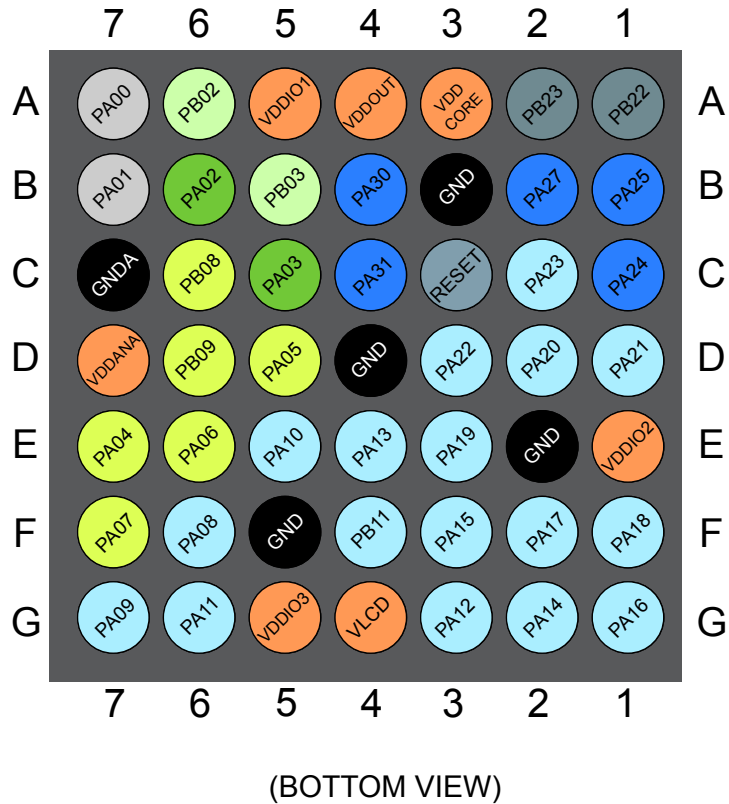 7 6 5 4 3 2 1
A PA00 PB02 VDDIO1 VDDOUT VDD CORE PB23 PB22 A
B PA01 PA02 PB03 PA30 GND PA27 PA25 B
C GNDA PB08 PA03 PA31 RESET PA23 PA24 C
D VDDANA PB09 PA05 GND PA22 PA20 PA21 D
E PA04 PA06 PA10 PA13 PA19 GND VDDIO2 E
F PA07 PA08 GND PB11 PA15 PA17 PA18 F
G PA09 PA11 VDDIO3 VLCD PA12 PA14 PA16 G
7 6 5 4 3 2 1
(BOTTOM VIEW)